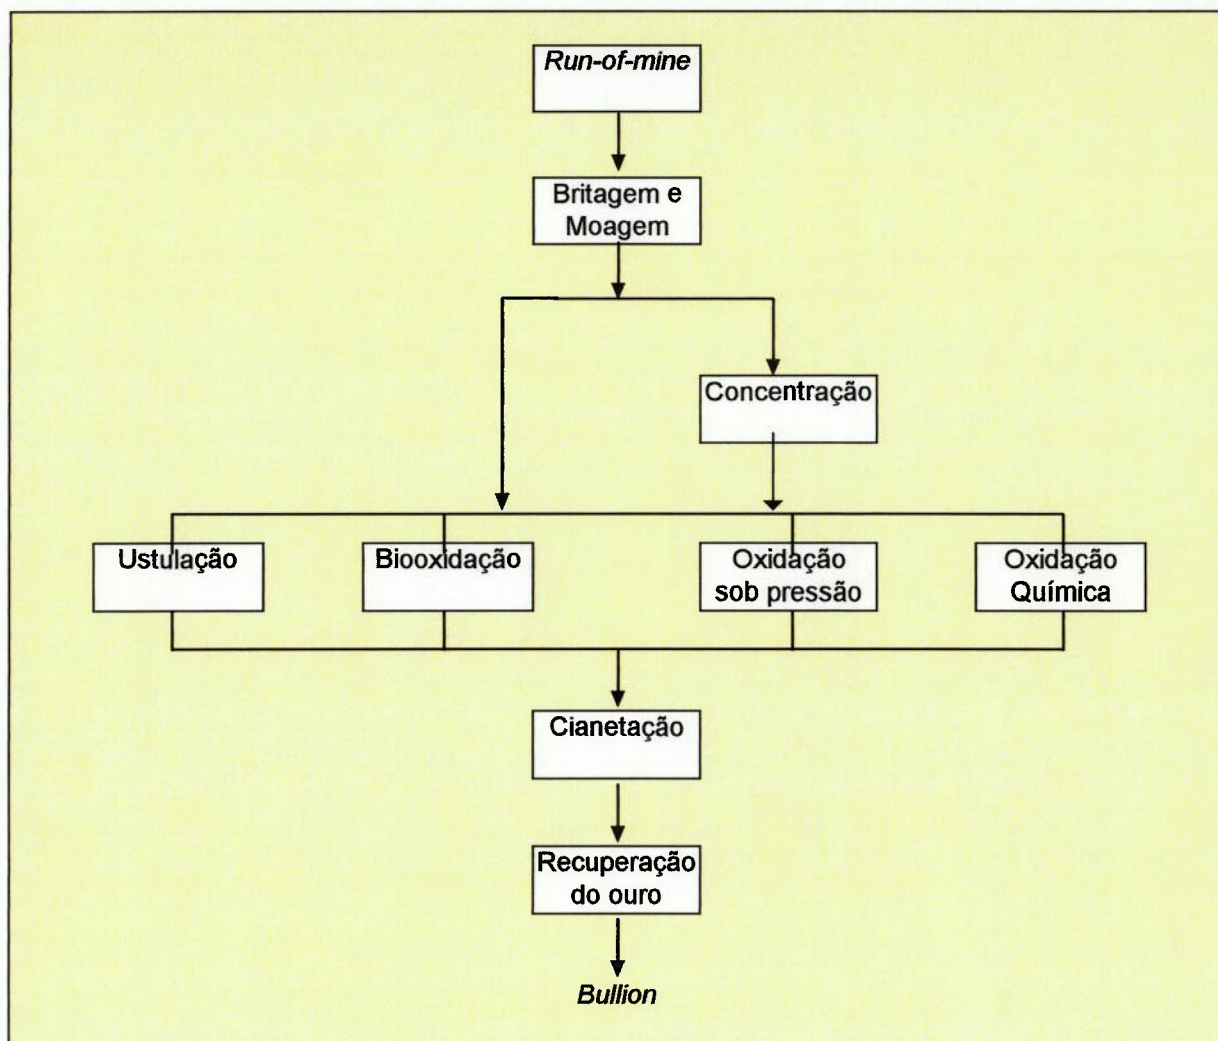 Run-of-mine
Britagem e
Moagem
Concentração
Ustulação
Biooxidação
Oxidação
sob pressão
Oxidação
Química
Cianetação
Recuperação
do ouro
Bullion